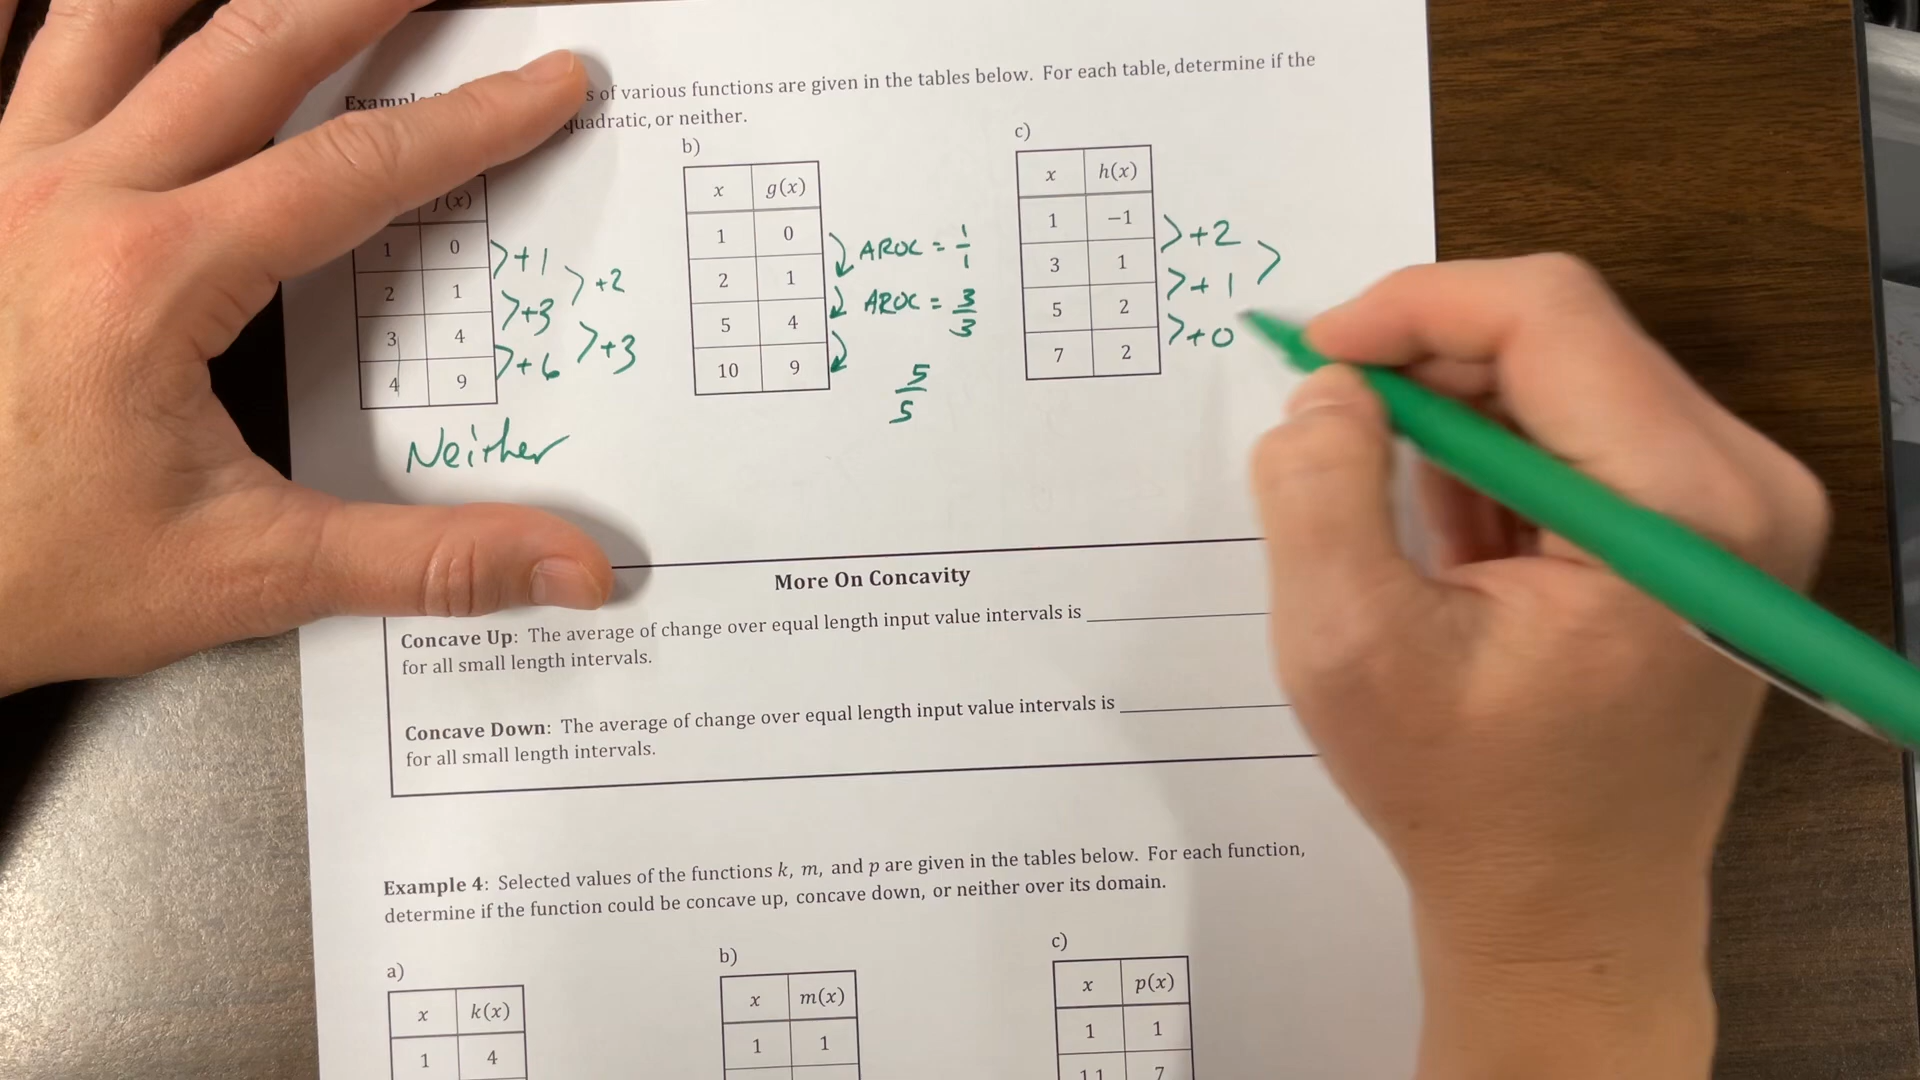 s of various functions are given in the tables below. For each table, determine if the
quadratic, or neither.
b)
c)
(x)
1 0
2 1
3 4
4 9
>+1
>+3
>+6
>+2
>+3
Neither
x g(x)
1 0
2 1
5 4
10 9
AROC = 1/1
AROC = 3/3
5/5
x h(x)
1 −1
3 1
5 2
7 2
>+2
>+1
>+0
>
More On Concavity
Concave Up: The average of change over equal length input value intervals is
for all small length intervals.
Concave Down: The average of change over equal length input value intervals is
for all small length intervals.
Example 4: Selected values of the functions k, m, and p are given in the tables below. For each function,
determine if the function could be concave up, concave down, or neither over its domain.
a)
x k(x)
1 4
b)
x m(x)
1 1
c)
x p(x)
1 1
11 7